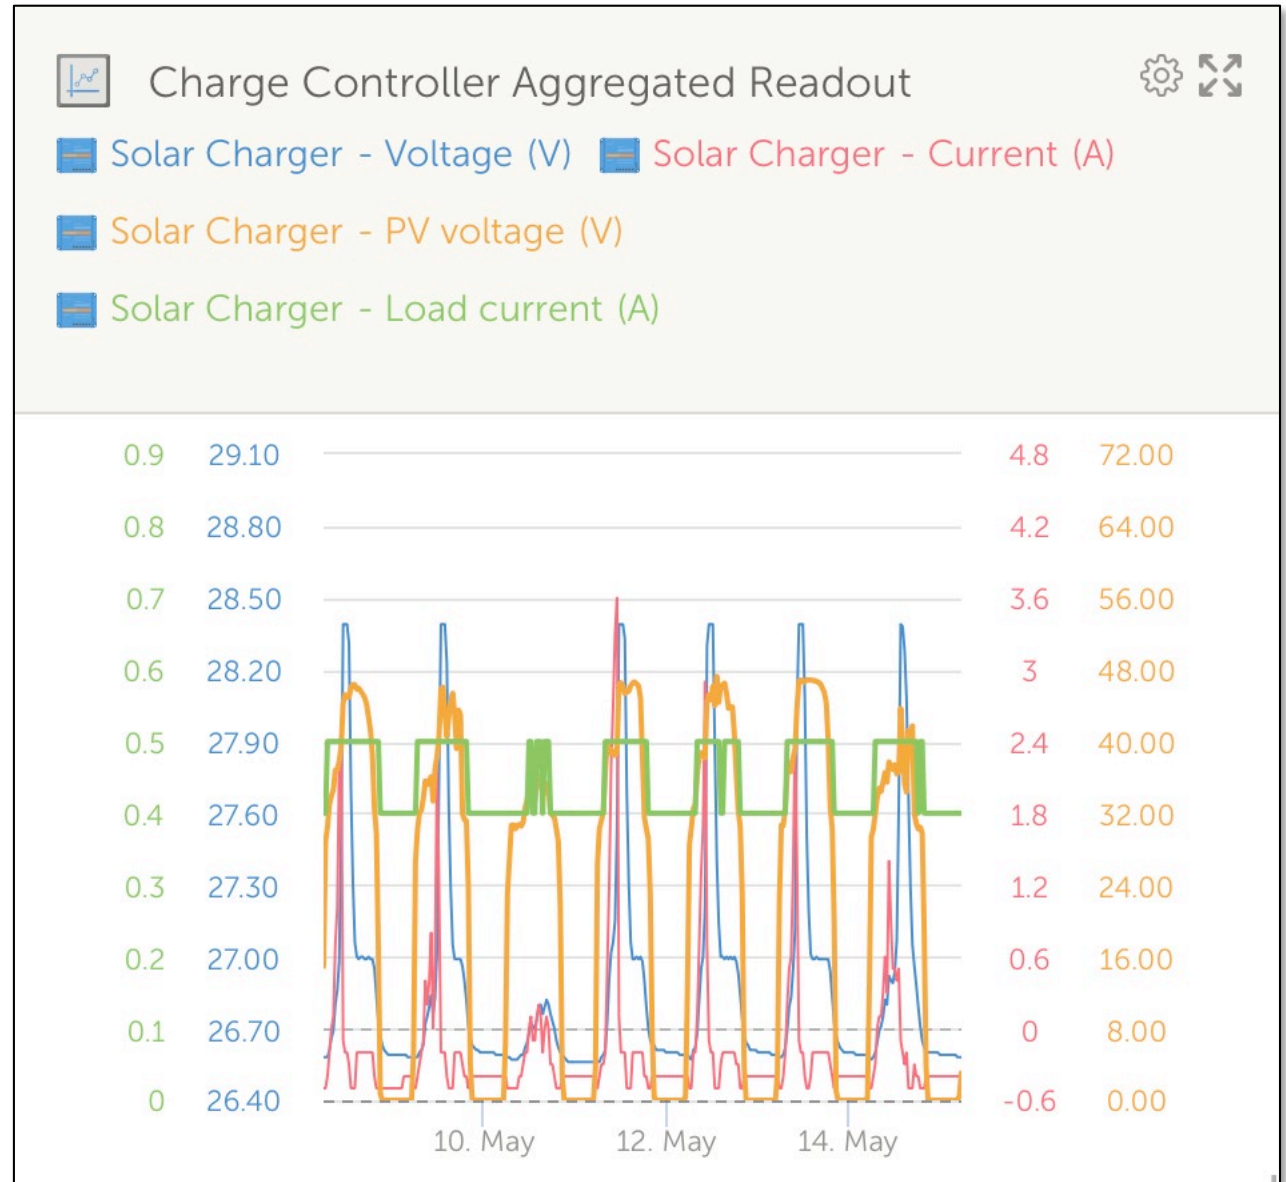 Charge Controller Aggregated Readout
Solar Charger - Voltage (V) Solar Charger - Current (A)
Solar Charger - PV voltage (V)
Solar Charger - Load current (A)
0.9 29.10 4.8 72.00
0.8 28.80 4.2 64.00
0.7 28.50 3.6 56.00
0.6 28.20 3 48.00
0.5 27.90 2.4 40.00
0.4 27.60 1.8 32.00
0.3 27.30 1.2 24.00
0.2 27.00 0.6 16.00
0.1 26.70 0 8.00
0 26.40 -0.6 0.00
10. May 12. May 14. May